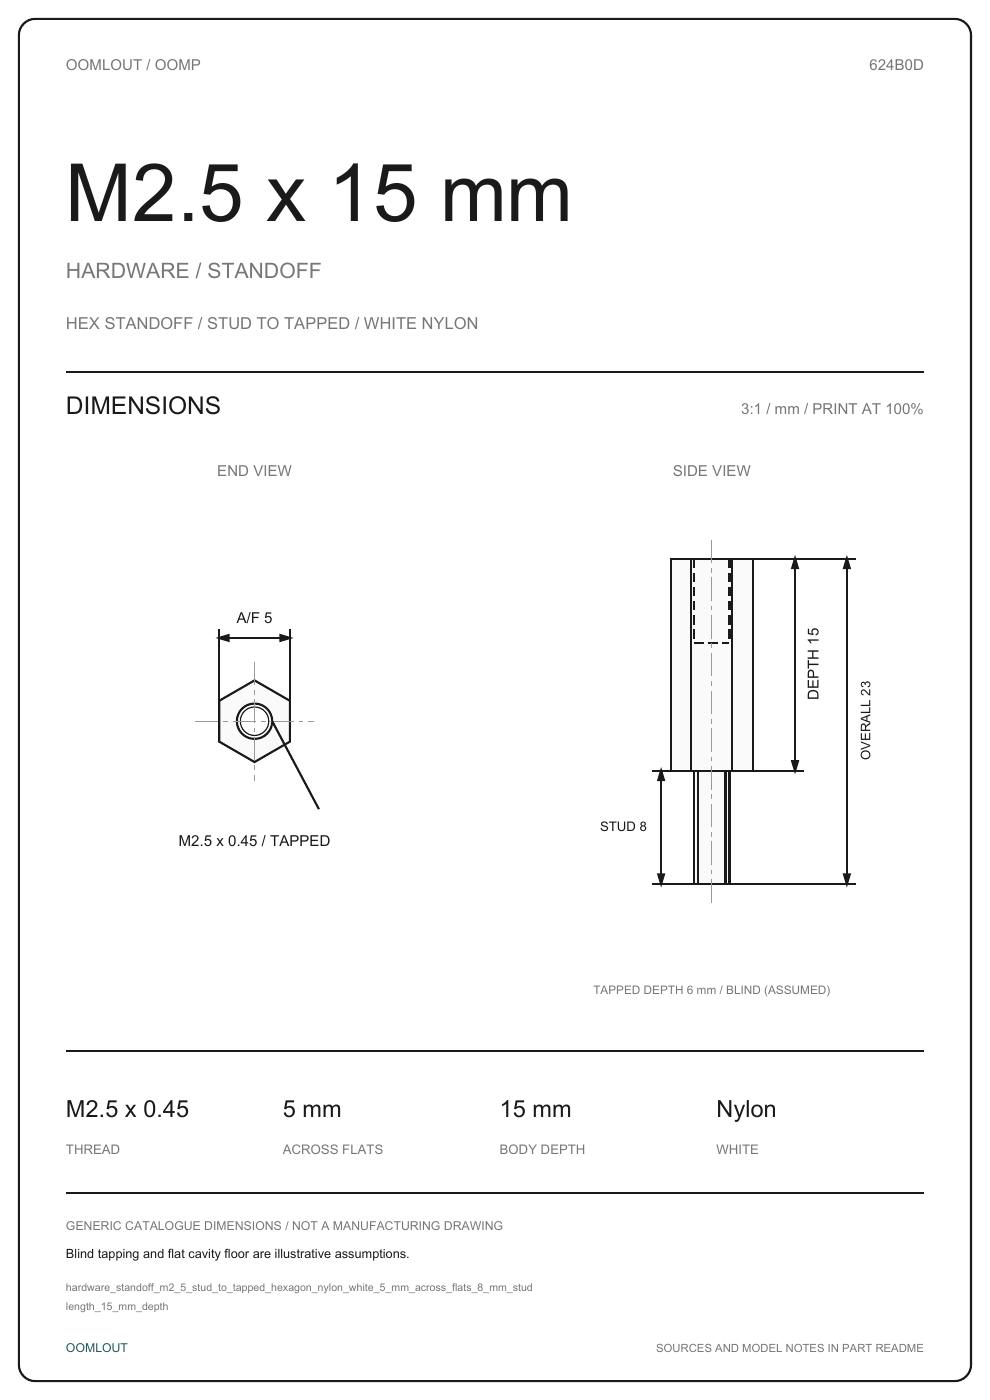 OOMLOUT / OOMP
624B0D
M2.5 x 15 mm
HARDWARE / STANDOFF
HEX STANDOFF / STUD TO TAPPED / WHITE NYLON
DIMENSIONS
3:1 / mm / PRINT AT 100%
END VIEW
SIDE VIEW
A/F 5
M2.5 x 0.45 / TAPPED
DEPTH 15
OVERALL 23
STUD 8
TAPPED DEPTH 6 mm / BLIND (ASSUMED)
M2.5 x 0.45
5 mm
15 mm
Nylon
THREAD
ACROSS FLATS
BODY DEPTH
WHITE
GENERIC CATALOGUE DIMENSIONS / NOT A MANUFACTURING DRAWING
Blind tapping and flat cavity floor are illustrative assumptions.
hardware_standoff_m2_5_stud_to_tapped_hexagon_nylon_white_5_mm_across_flats_8_mm_stud
length_15_mm_depth
OOMLOUT
SOURCES AND MODEL NOTES IN PART README